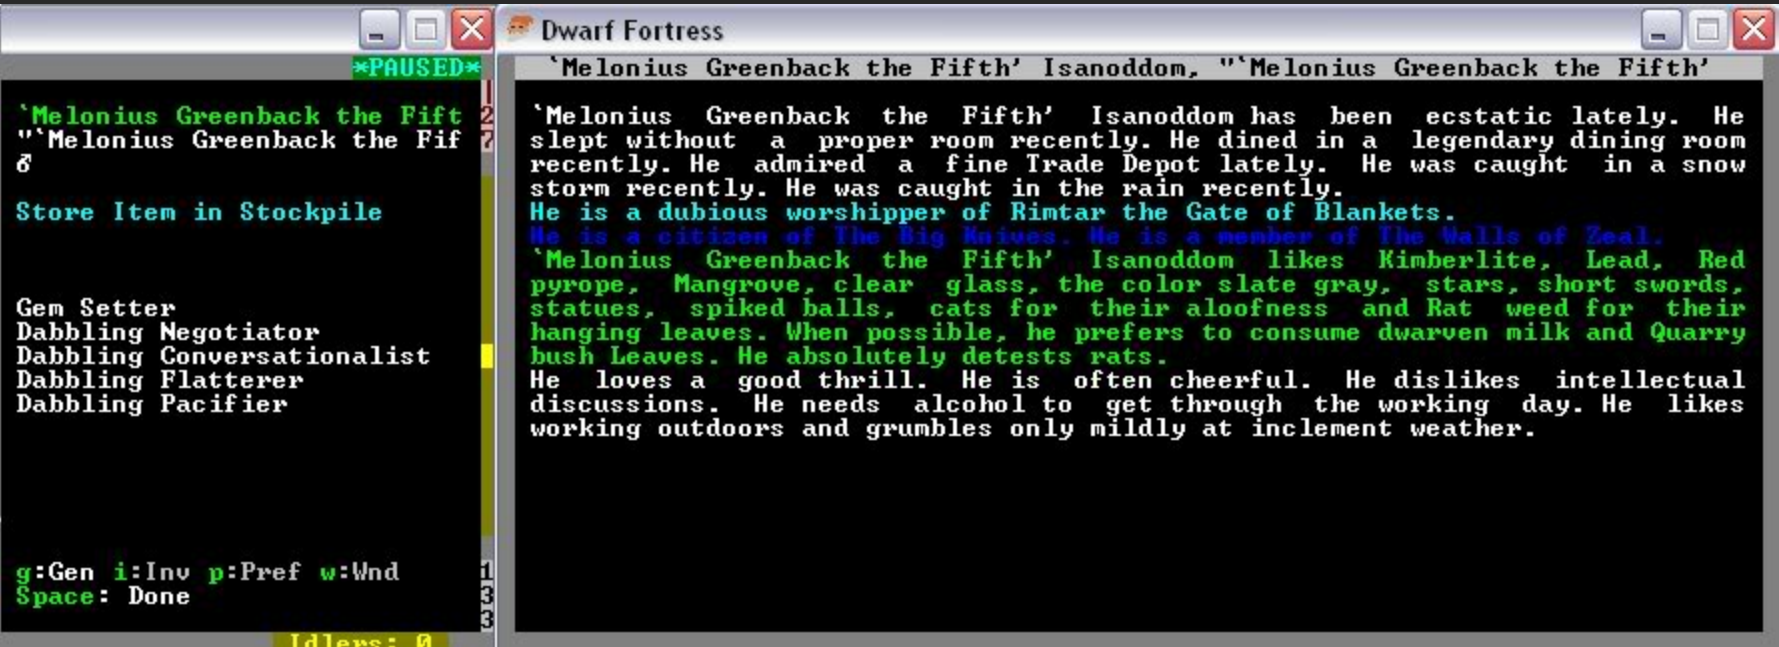 *PAUSED*
`Melonius Greenback the Fift
"`Melonius Greenback the Fif
♂
Store Item in Stockpile
Gem Setter
Dabbling Negotiator
Dabbling Conversationalist
Dabbling Flatterer
Dabbling Pacifier
g:Gen i:Inv p:Pref w:Wnd
Space: Done
Idlers: 0
1
2
7
1
3
3
Dwarf Fortress
`Melonius Greenback the Fifth' Isanoddom, "`Melonius Greenback the Fifth'
`Melonius Greenback the Fifth' Isanoddom has been ecstatic lately. He
slept without a proper room recently. He dined in a legendary dining room
recently. He admired a fine Trade Depot lately. He was caught in a snow
storm recently. He was caught in the rain recently.
He is a dubious worshipper of Rimtar the Gate of Blankets.
He is a citizen of The Big Knives. He is a member of The Walls of Zeal.
`Melonius Greenback the Fifth' Isanoddom likes Kimberlite, Lead, Red
pyrope, Mangrove, clear glass, the color slate gray, stars, short swords,
statues, spiked balls, cats for their aloofness and Rat weed for their
hanging leaves. When possible, he prefers to consume dwarven milk and Quarry
bush Leaves. He absolutely detests rats.
He loves a good thrill. He is often cheerful. He dislikes intellectual
discussions. He needs alcohol to get through the working day. He likes
working outdoors and grumbles only mildly at inclement weather.